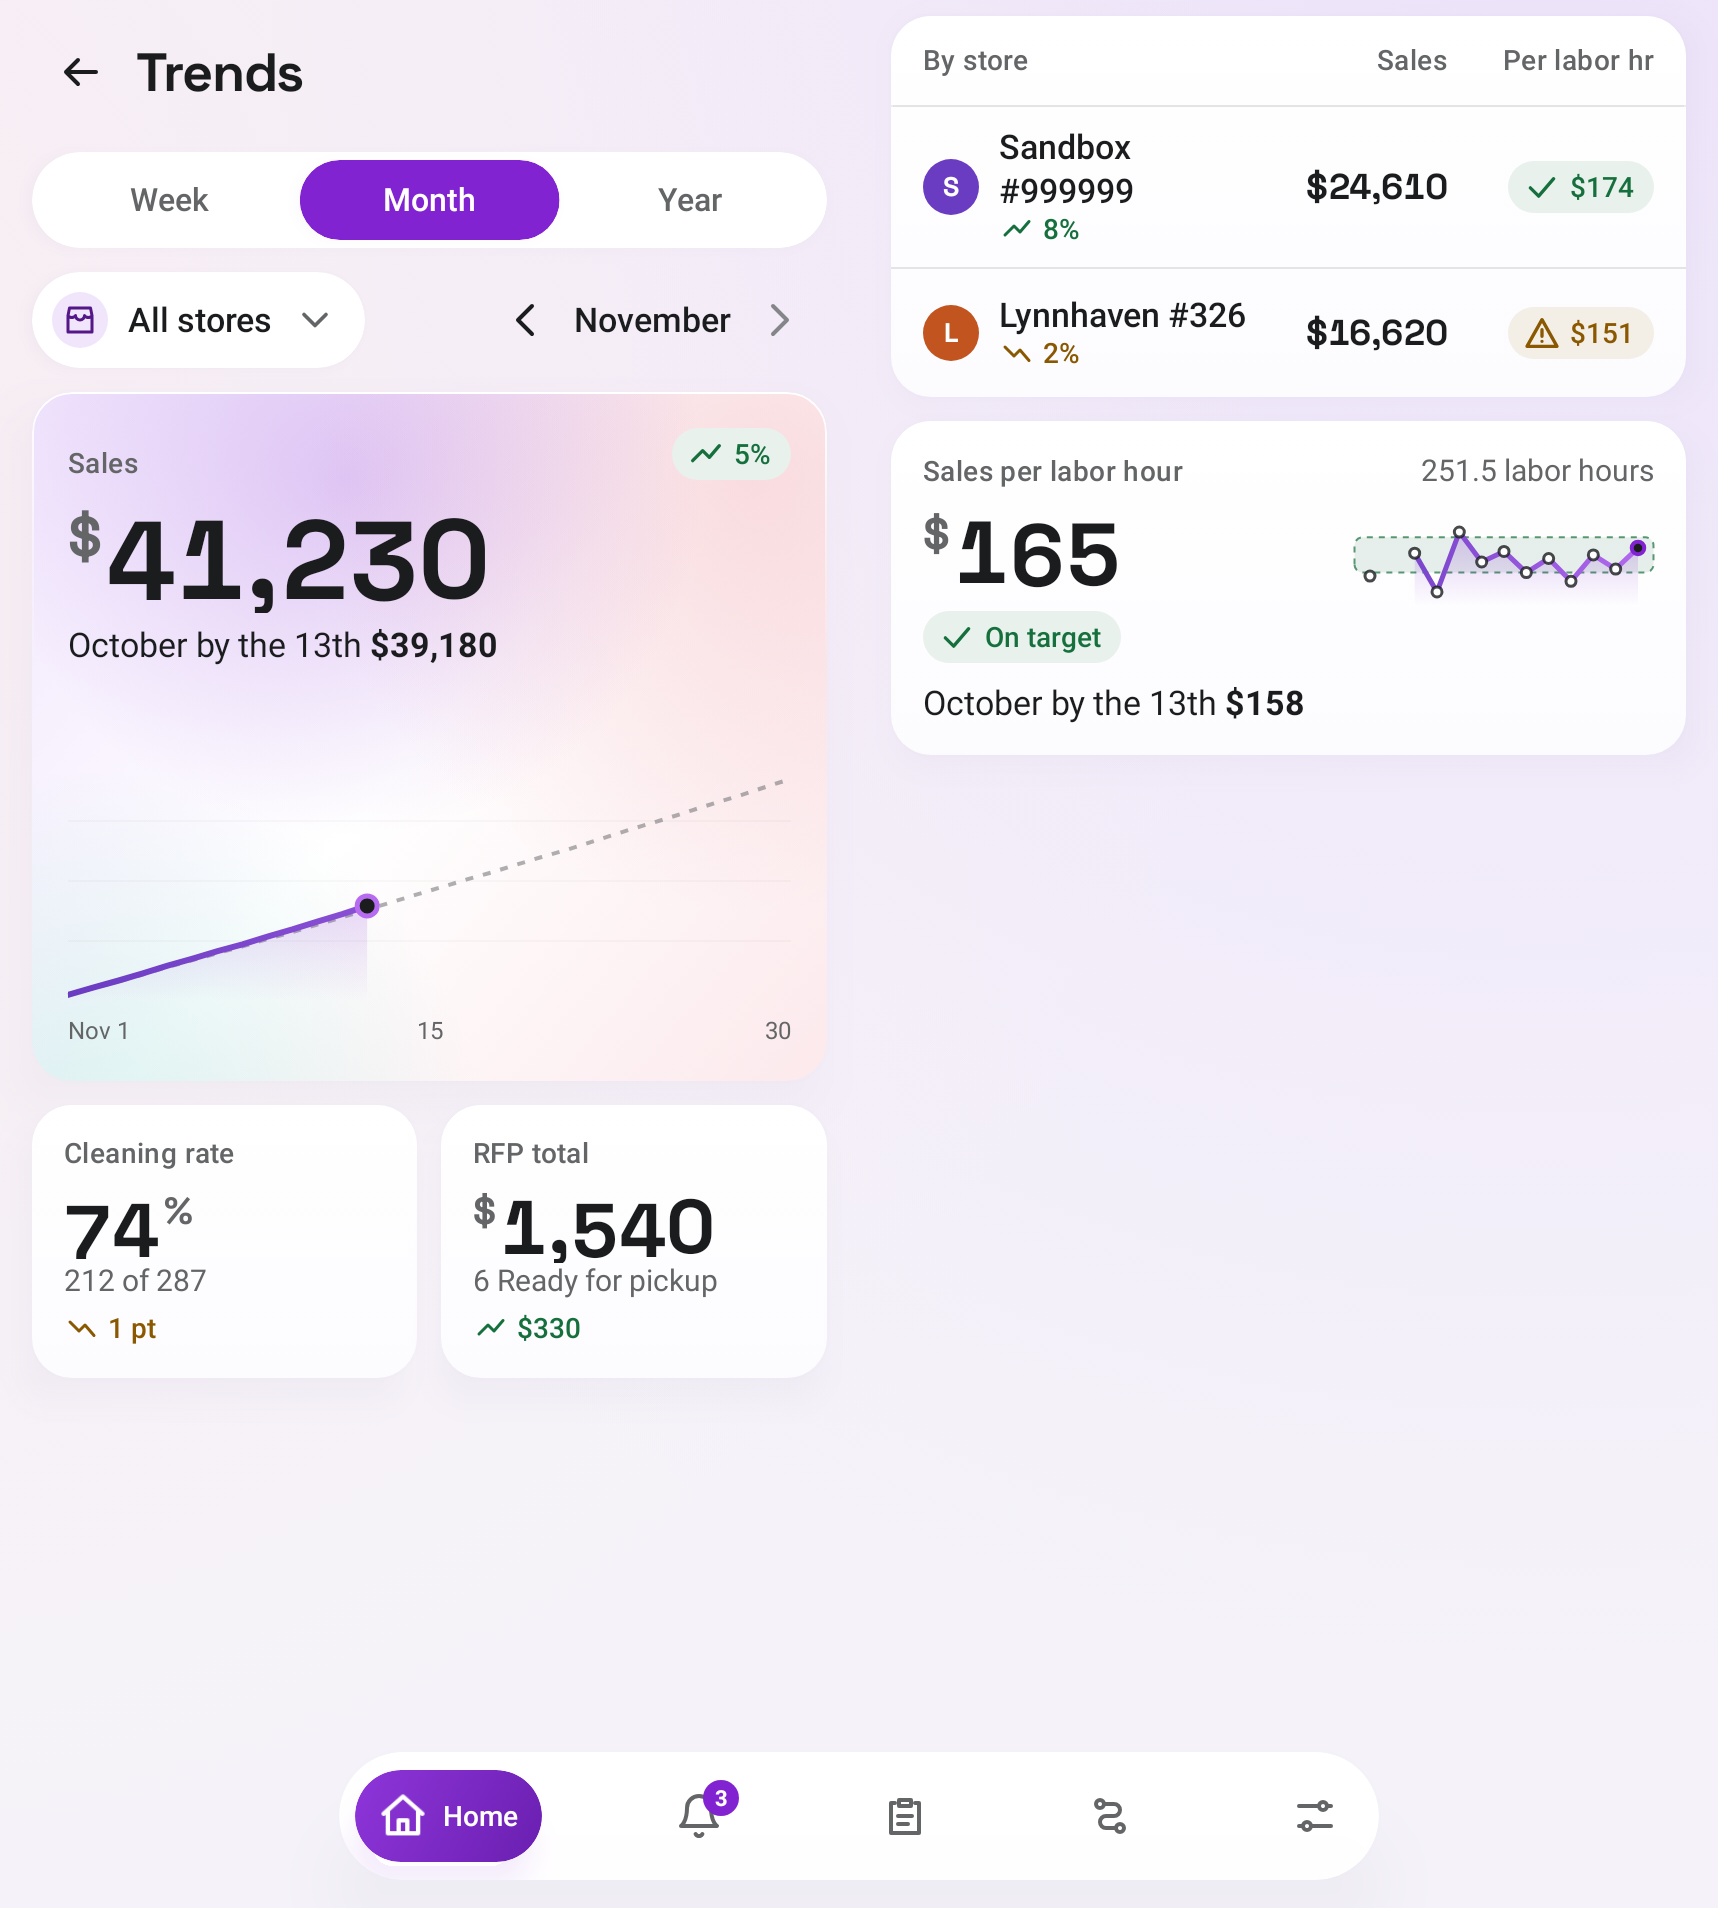 Trends
Week
Month
Year
All stores
November
Sales
5%
$41,230
October by the 13th $39,180
Nov 1
15
30
Cleaning rate
74%
212 of 287
1 pt
RFP total
$1,540
6 Ready for pickup
$330
By store
Sales
Per labor hr
S
Sandbox
#999999
8%
$24,610
$174
L
Lynnhaven #326
2%
$16,620
$151
Sales per labor hour
251.5 labor hours
$165
On target
October by the 13th $158
Home
3